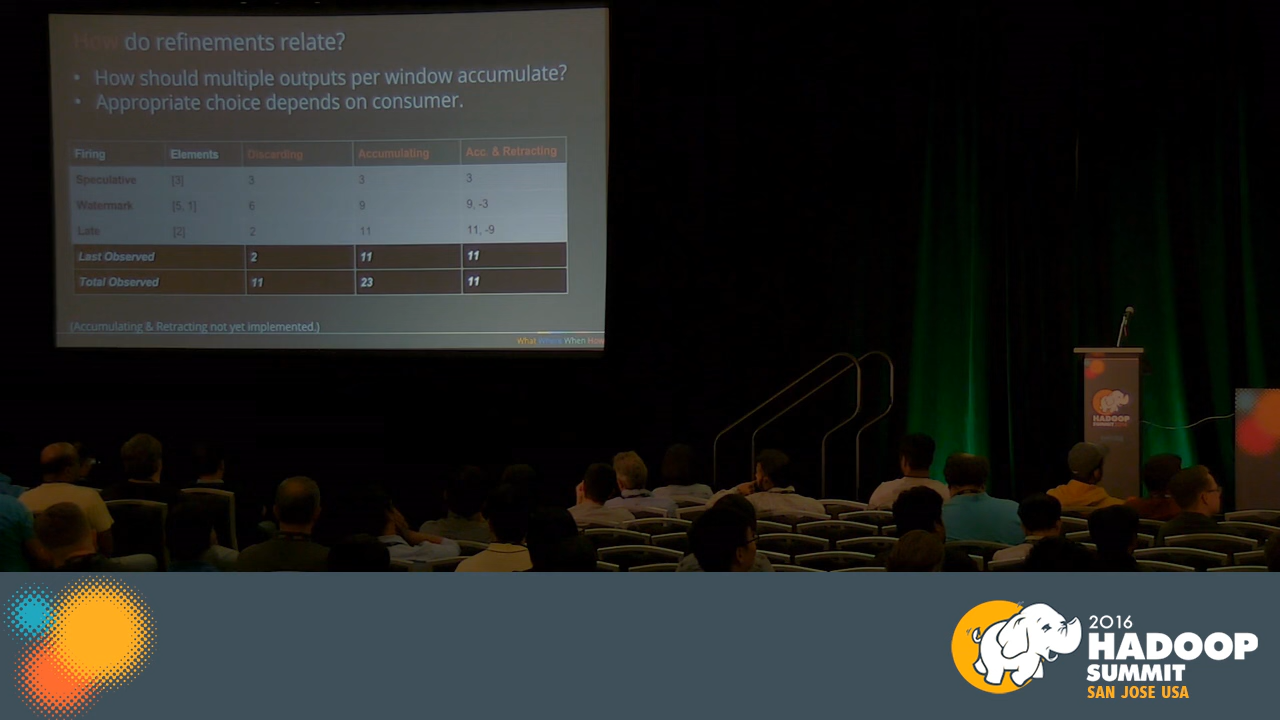 How do refinements relate?
• How should multiple outputs per window accumulate?
• Appropriate choice depends on consumer.
Firing Elements Discarding Accumulating Acc. & Retracting
Speculative [3] 3 3 3
Watermark [5, 1] 6 9 9, -3
Late [2] 2 11 11, -9
Last Observed 2 11 11
Total Observed 11 23 11
(Accumulating & Retracting not yet implemented.)
What Where When How
HADOOP
SUMMIT
2016
HADOOP
SUMMIT
SAN JOSE USA